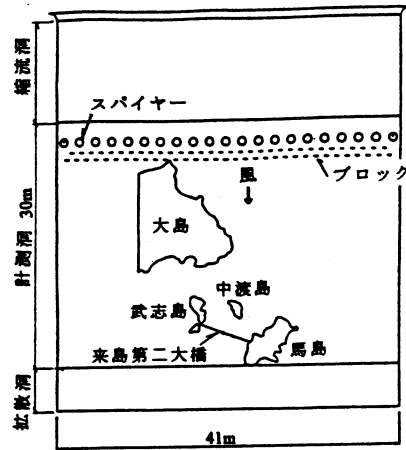 縮流洞
スパイヤー
風
ブロック
計測洞 30m
大島
中渡島
武志島
来島第二大橋
馬島
拡散洞
41m